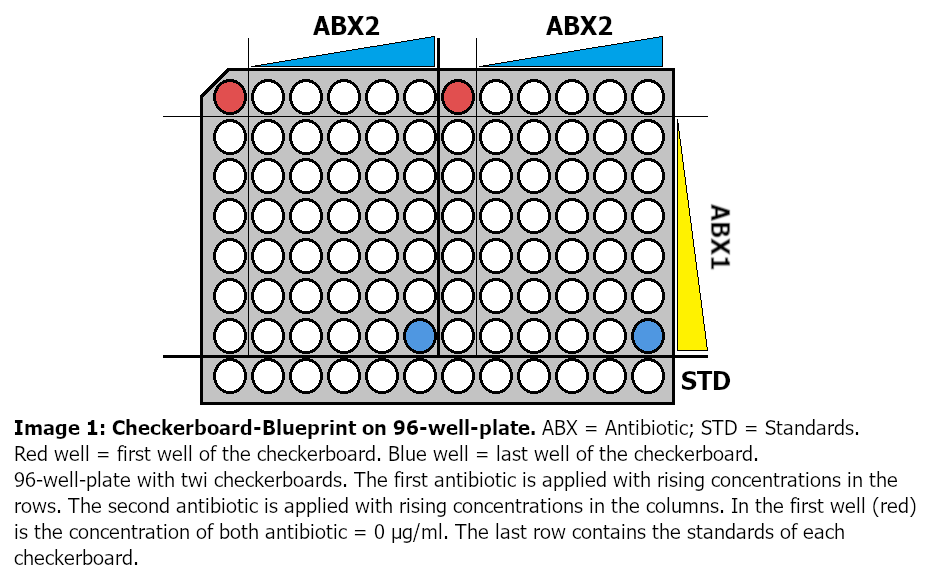 ABX2 ABX2
ABX1
STD
Image 1: Checkerboard-Blueprint on 96-well-plate. ABX = Antibiotic; STD = Standards.
Red well = first well of the checkerboard. Blue well = last well of the checkerboard.
96-well-plate with twi checkerboards. The first antibiotic is applied with rising concentrations in the
rows. The second antibiotic is applied with rising concentrations in the columns. In the first well (red)
is the concentration of both antibiotic = 0 µg/ml. The last row contains the standards of each
checkerboard.